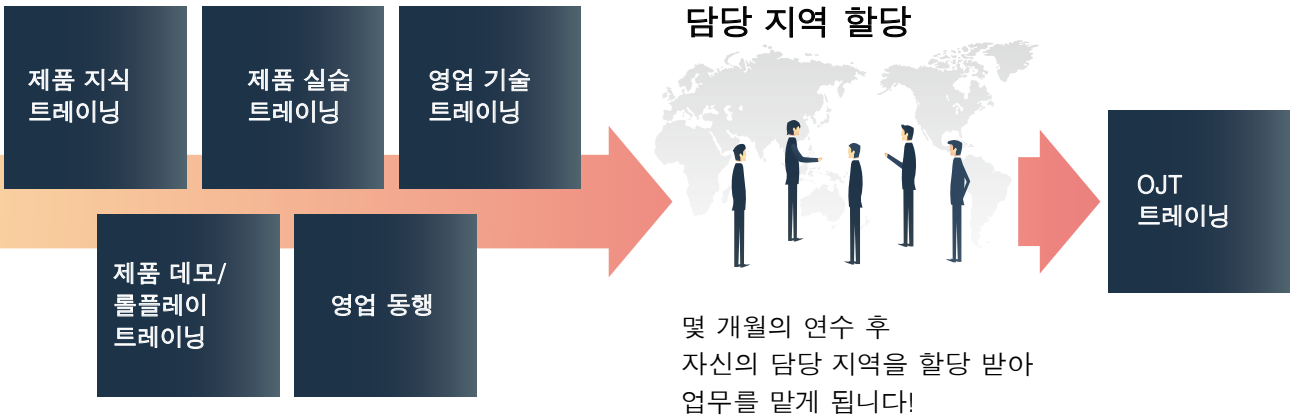 제품 지식
트레이닝
제품 실습
트레이닝
영업 기술
트레이닝
제품 데모/
롤플레이
트레이닝
영업 동행
담당 지역 할당
몇 개월의 연수 후
자신의 담당 지역을 할당 받아
업무를 맡게 됩니다!
OJT
트레이닝